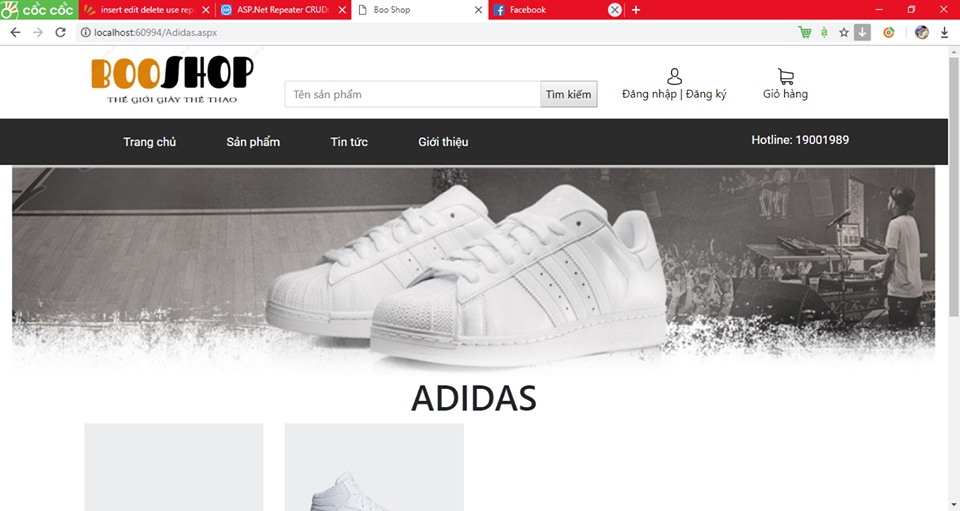 cốc cốc
insert edit delete use rep
ASP.Net Repeater CRUD:
Boo Shop
Facebook
localhost:60994/Adidas.aspx
BOOSHOP
THẾ GIỚI GIÀY THỂ THAO
Tên sản phẩm
Tìm kiếm
Đăng nhập | Đăng ký
Giỏ hàng
Trang chủ
Sản phẩm
Tin tức
Giới thiệu
Hotline: 19001989
ADIDAS